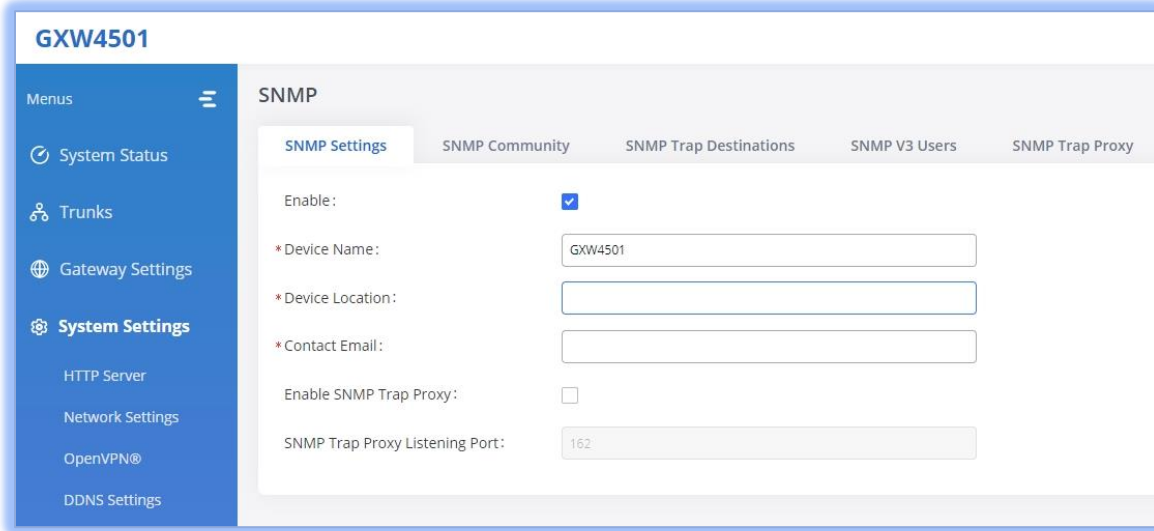 GXW4501
Menus
System Status
Trunks
Gateway Settings
System Settings
HTTP Server
Network Settings
OpenVPN®
DDNS Settings
SNMP
SNMP Settings SNMP Community SNMP Trap Destinations SNMP V3 Users SNMP Trap Proxy
Enable:
*Device Name: GXW4501
*Device Location:
*Contact Email:
Enable SNMP Trap Proxy:
SNMP Trap Proxy Listening Port: 162